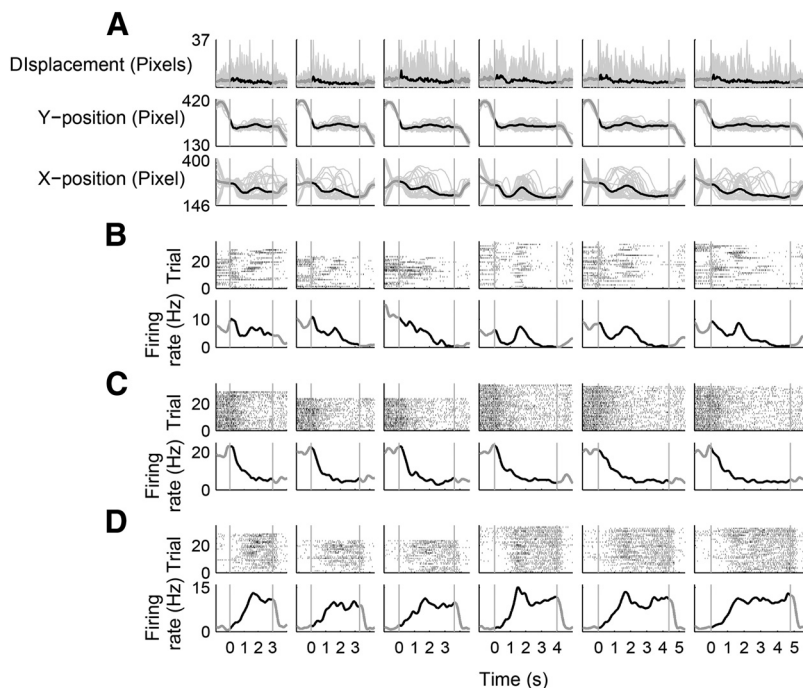 A
37
DIsplacement (Pixels)
420
Y−position (Pixel)
130
400
X−position (Pixel)
146
B
Trial
20
0
Firing
rate (Hz)
10
0
C
Trial
20
0
Firing
rate (Hz)
20
0
D
Trial
20
0
15
Firing
rate (Hz)
0
0 1 2 3 0 1 2 3 0 1 2 3 0 1 2 3 4 0 1 2 3 4 5 0 1 2 3 4 5
Time (s)